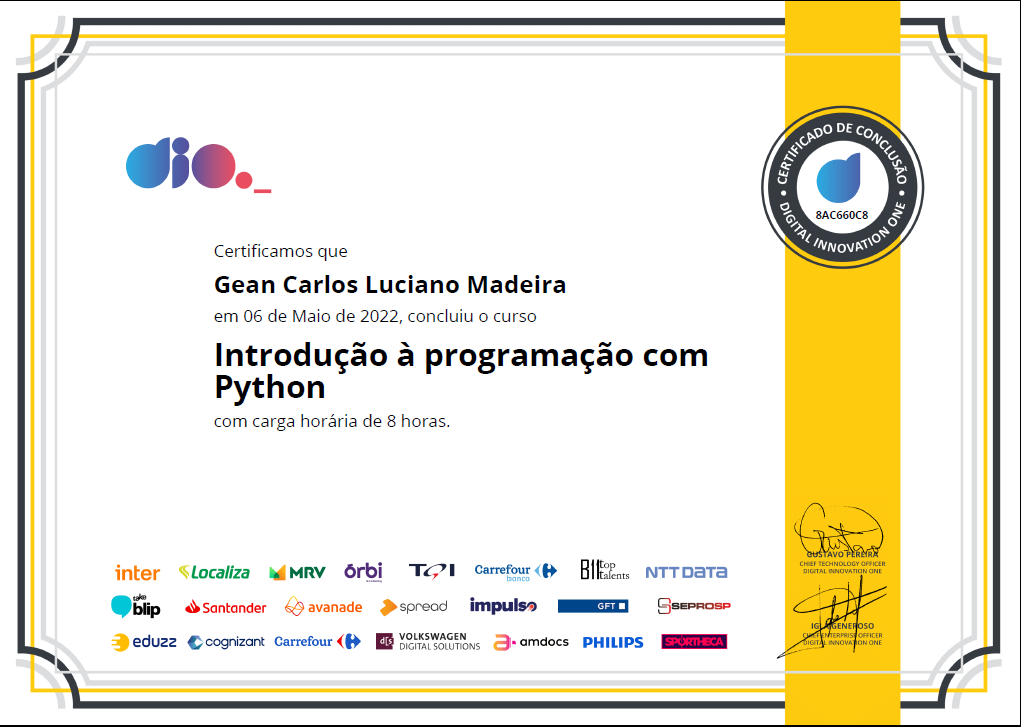 dio._
CERTIFICADO DE CONCLUSÃO
8AC660C8
DIGITAL INNOVATION ONE
Certificamos que
Gean Carlos Luciano Madeira
em 06 de Maio de 2022, concluiu o curso
Introdução à programação com
Python
com carga horária de 8 horas.
GUSTAVO PEREIRA
CHIEF TECHNOLOGY OFFICER
DIGITAL INNOVATION ONE
inter Localiza MRV órbi TQI Carrefour banco BI top talents NTT DATA
take blip Santander avanade spread impulso GFT SEPROSP
IGL GENEROSO
CHIEF ENTERPRISE OFFICER
DIGITAL INNOVATION ONE
eduzz cognizant Carrefour VOLKSWAGEN DIGITAL SOLUTIONS amdocs PHILIPS SPORTHECA